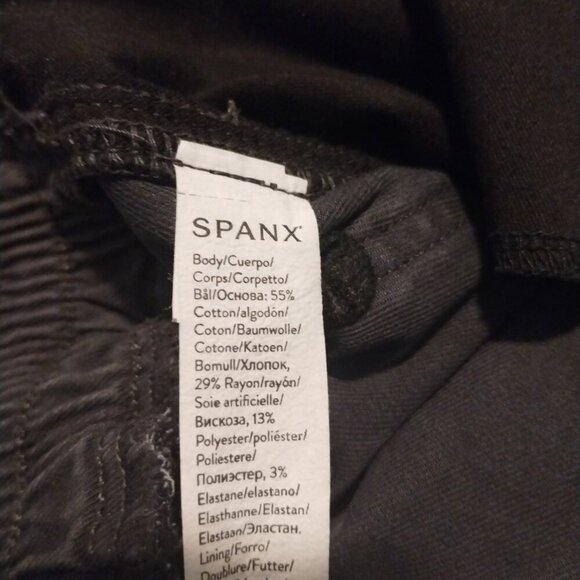 SPANX
Body/Cuerpo/
Corps/Corpetto/
Bål/Основа: 55%
Cotton/algodón/
Coton/Baumwolle/
Cotone/Katoen/
Bomull/Хлопок,
29% Rayon/rayón/
Soie artificielle/
Вискоза, 13%
Polyester/poliéster/
Poliestere/
Полиэстер, 3%
Elastane/elastano/
Elasthanne/Elastan/
Elastaan/Эластан.
Lining/Forro/
Doublure/Futter/